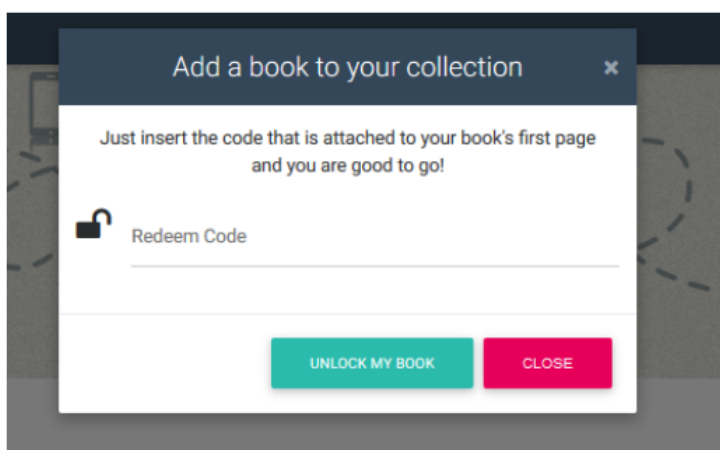 Add a book to your collection ×
Just insert the code that is attached to your book's first page
and you are good to go!
Redeem Code
UNLOCK MY BOOK CLOSE